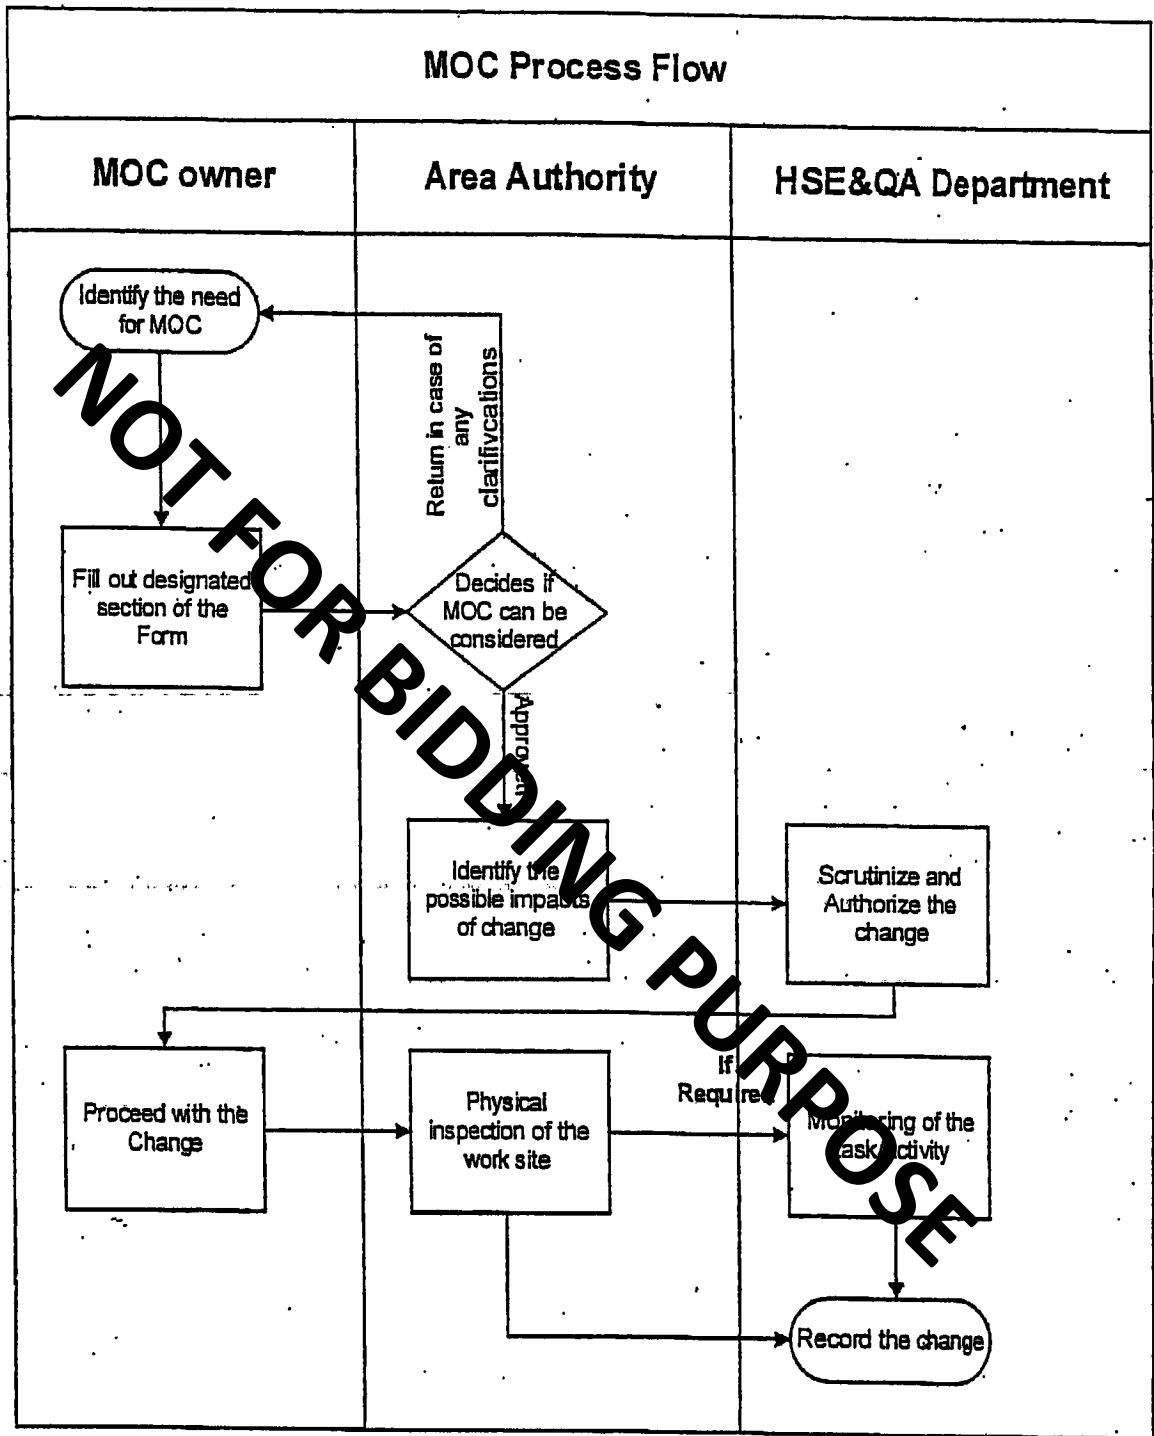 MOC Process Flow
MOC owner
Area Authority
HSE&QA Department
Identify the need
for MOC
Return in case of
any
clarifivcations
Fill out designated
section of the
Form
Decides if
MOC can be
considered
Approved
Identify the
possible impacts
of change
Scrutinize and
Authorize the
change
Proceed with the
Change
Physical
inspection of the
work site
If
Required
Monitoring of the
task/activity
Record the change
NOT FOR BIDDING PURPOSE